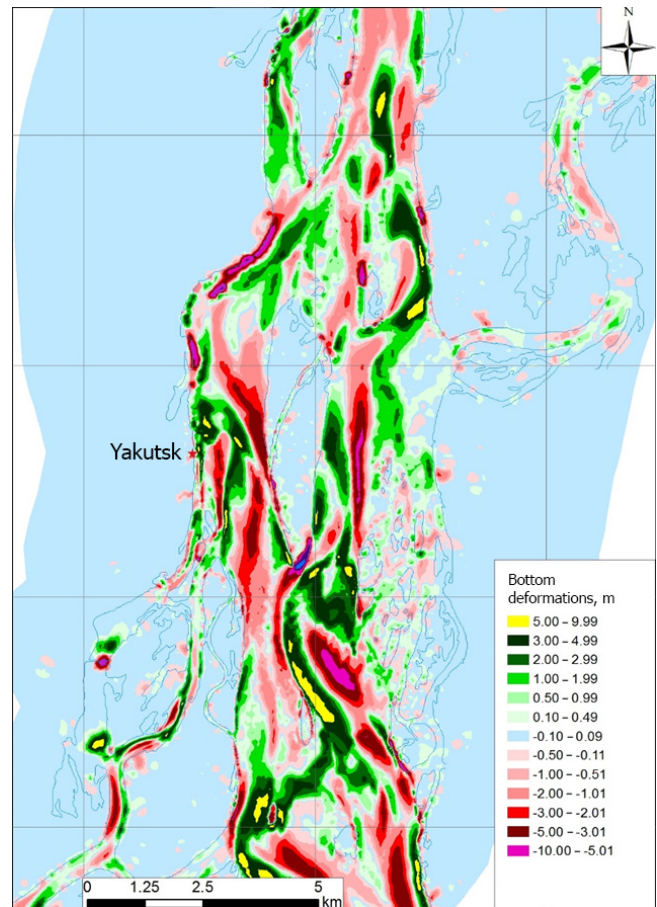 N
Yakutsk
Bottom
deformations, m
5.00 – 9.99
3.00 – 4.99
2.00 – 2.99
1.00 – 1.99
0.50 – 0.99
0.10 – 0.49
-0.10 – 0.09
-0.50 – -0.11
-1.00 – -0.51
-2.00 – -1.01
-3.00 – -2.01
-5.00 – -3.01
-10.00 – -5.01
0 1.25 2.5 5
km